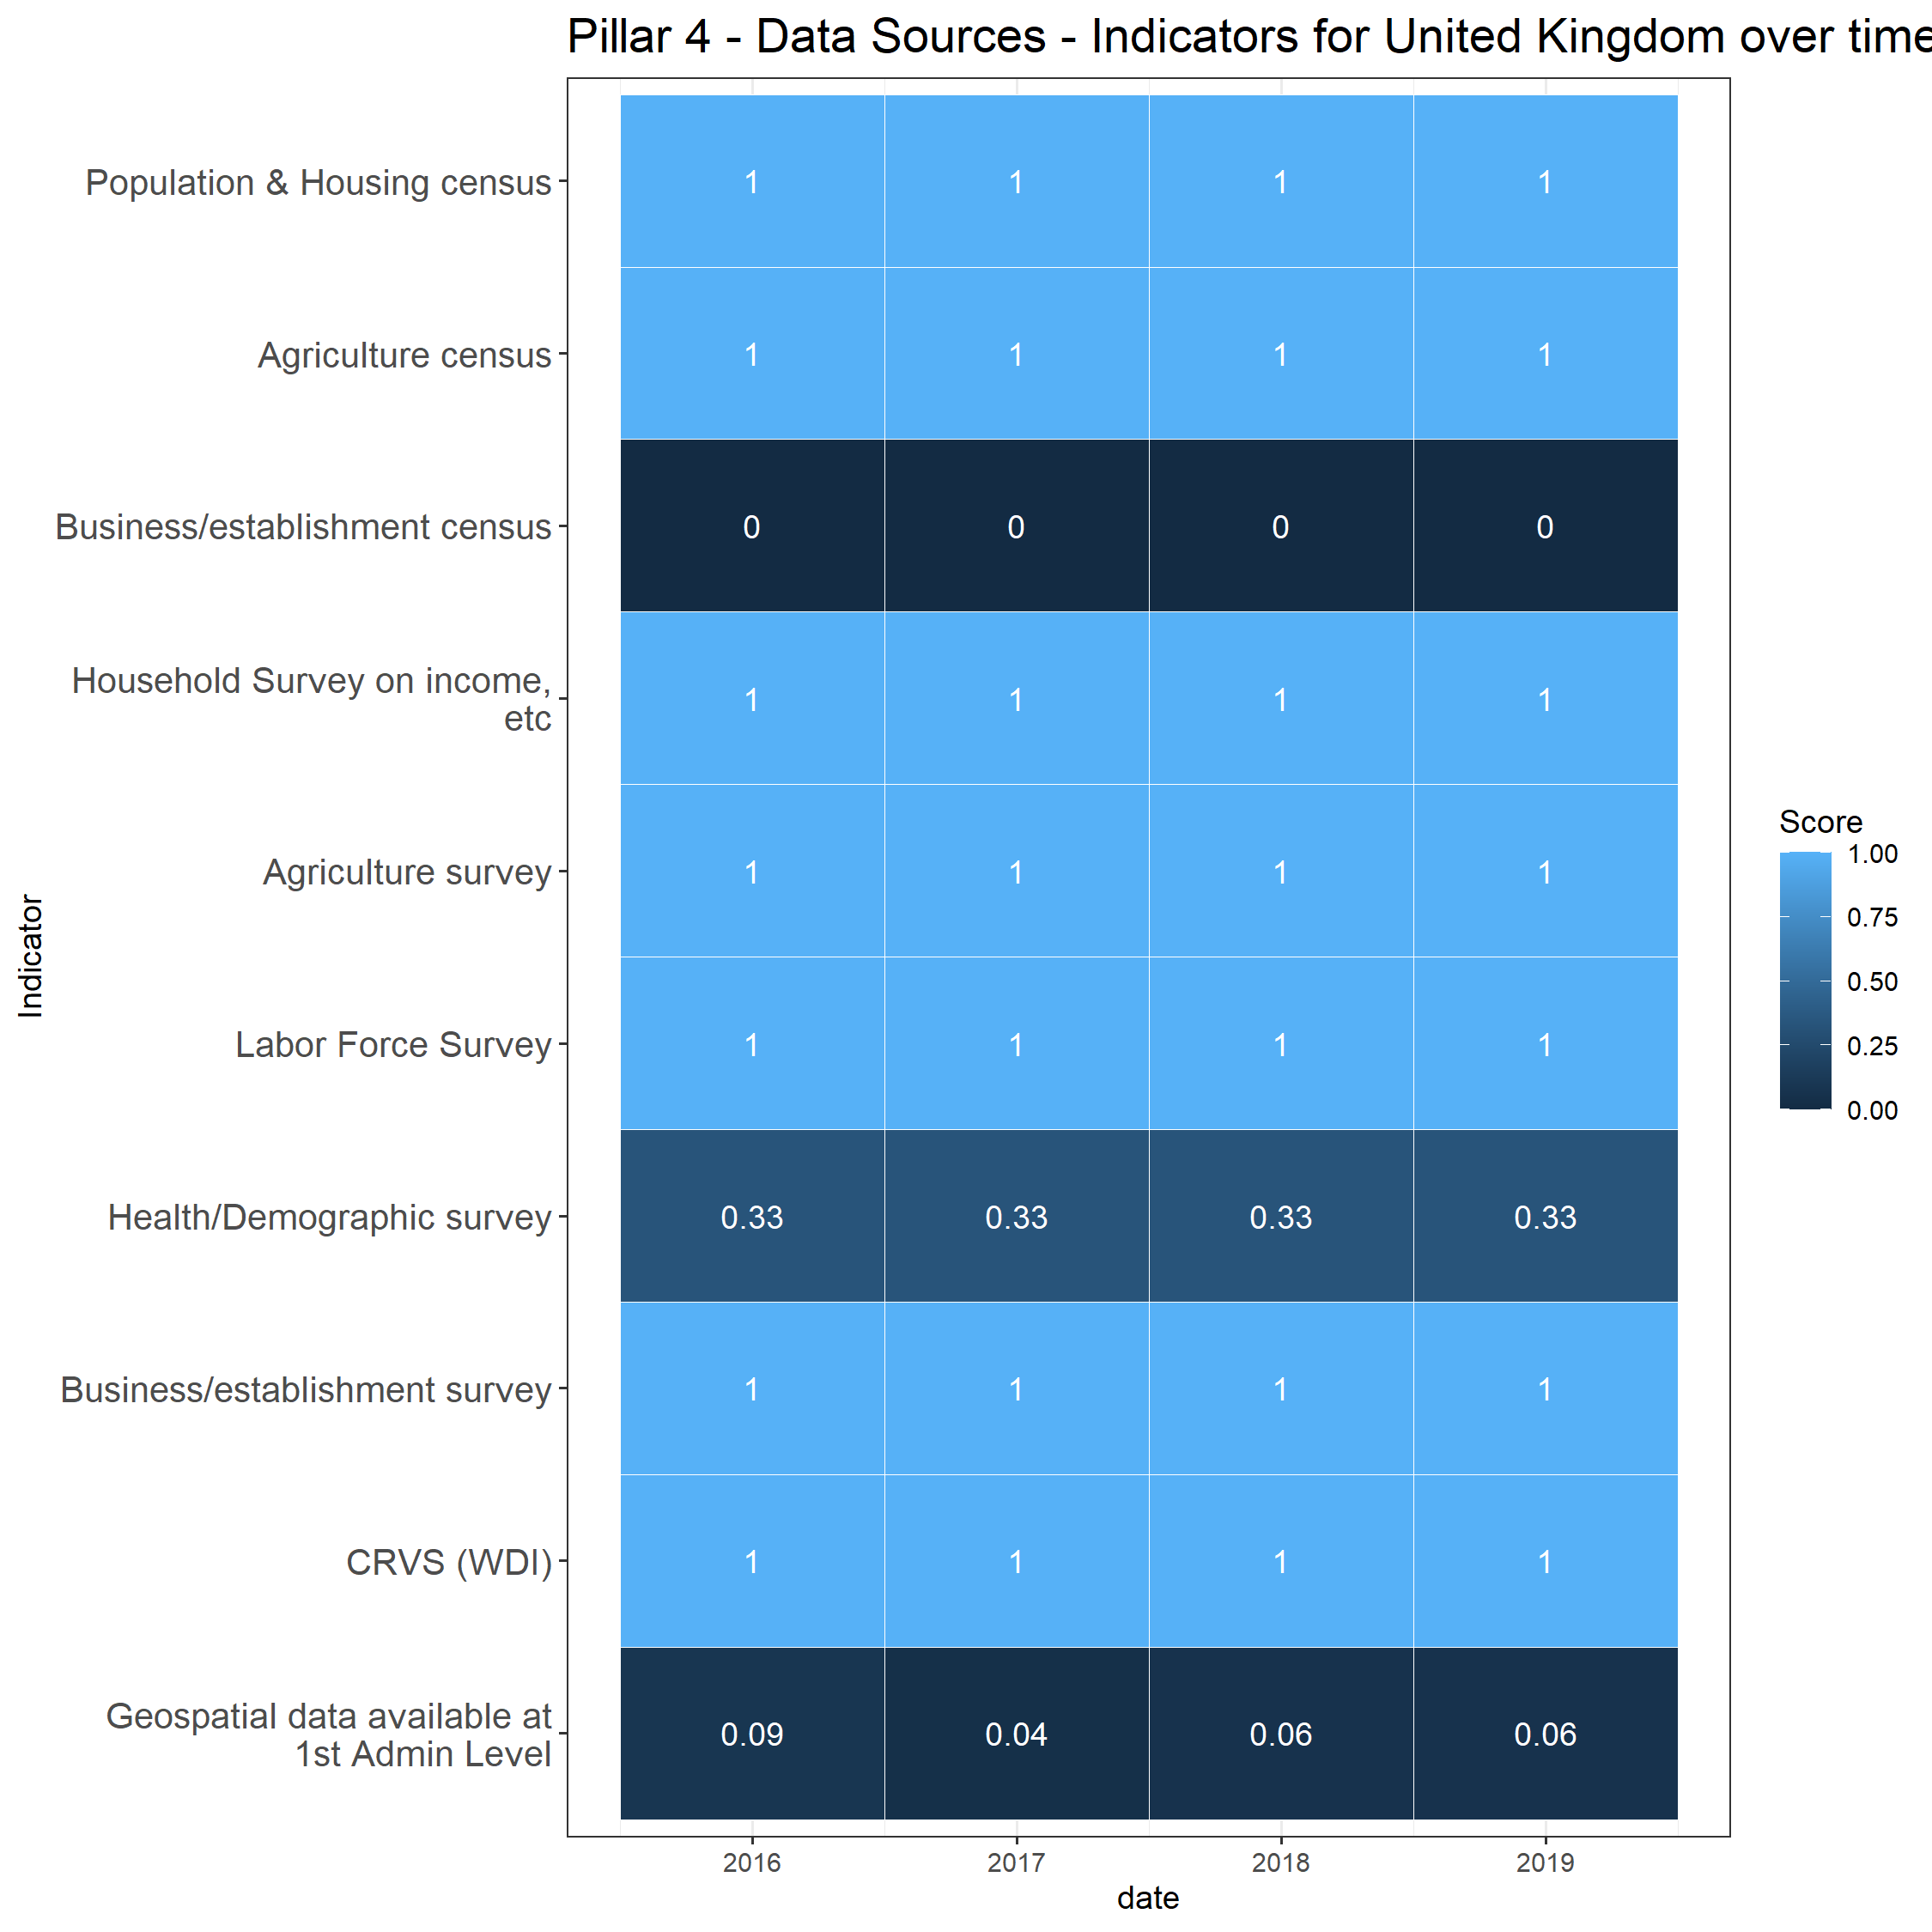 Pillar 4 - Data Sources - Indicators for United Kingdom over time
Population & Housing census
1 1 1 1
Agriculture census
1 1 1 1
Business/establishment census
0 0 0 0
Household Survey on income,
etc
1 1 1 1
Agriculture survey
1 1 1 1
Labor Force Survey
1 1 1 1
Health/Demographic survey
0.33 0.33 0.33 0.33
Business/establishment survey
1 1 1 1
CRVS (WDI)
1 1 1 1
Geospatial data available at
1st Admin Level
0.09 0.04 0.06 0.06
2016 2017 2018 2019
date
Indicator
Score
1.00
0.75
0.50
0.25
0.00